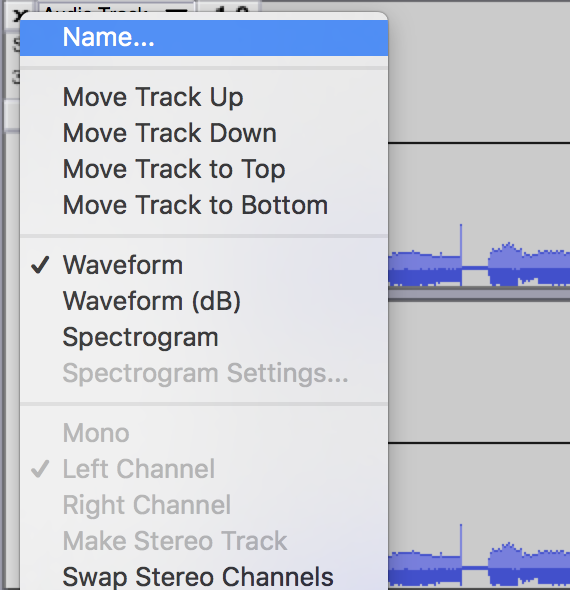 Name...
Move Track Up
Move Track Down
Move Track to Top
Move Track to Bottom
✓ Waveform
Waveform (dB)
Spectrogram
Spectrogram Settings...
Mono
✓ Left Channel
Right Channel
Make Stereo Track
Swap Stereo Channels